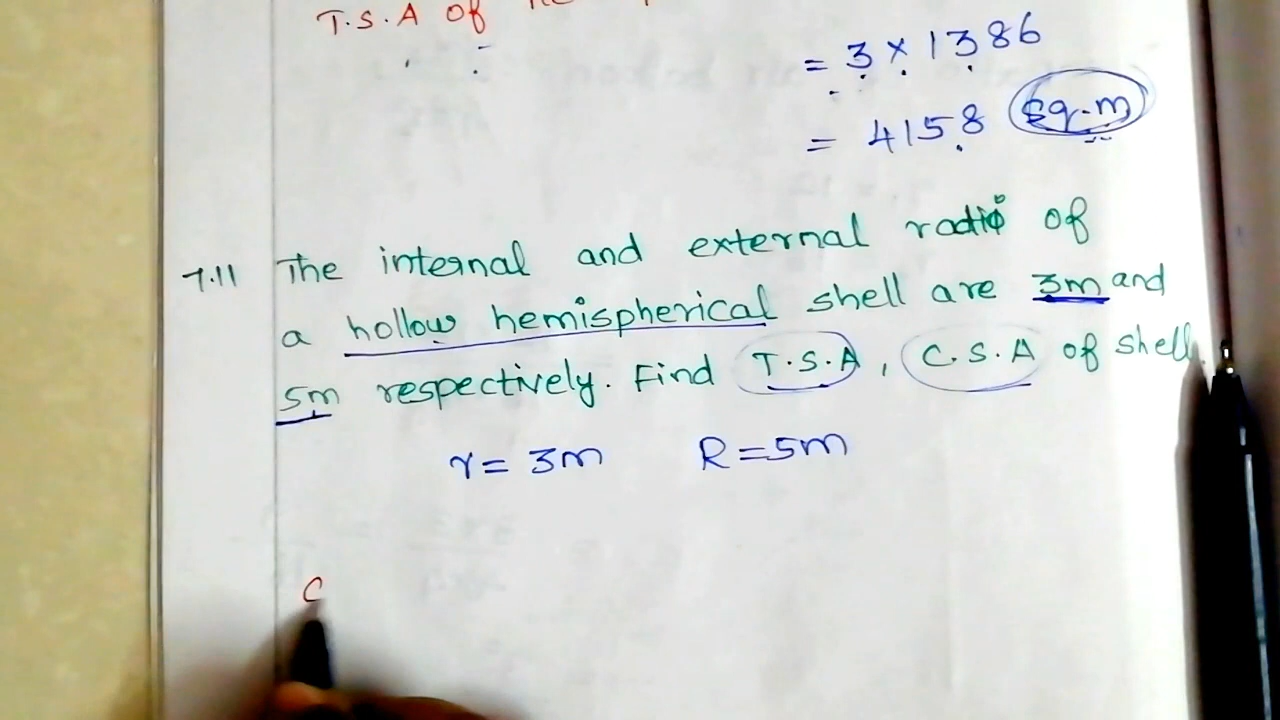 T.S.A of
= 3 × 1386
= 4158 sq.m
7.11 The internal and external radii of
a hollow hemispherical shell are 3m and
5m respectively. Find T.S.A, C.S.A of shell.
r = 3m R = 5m
C